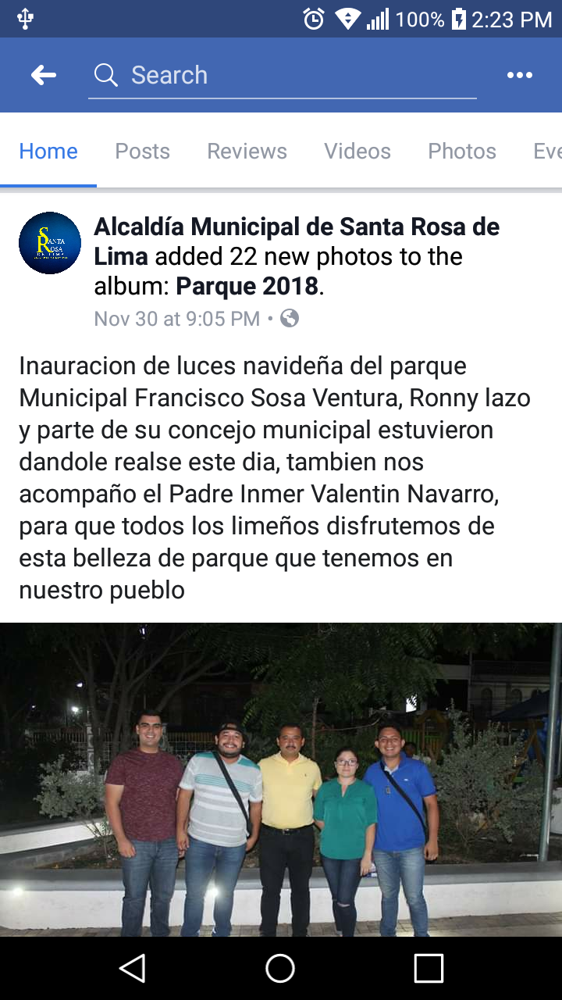 100% 2:23 PM
Search
Home Posts Reviews Videos Photos Eve
SANTA
ROSA
DE LIMA
Alcaldía Municipal de Santa Rosa de
Lima added 22 new photos to the
album: Parque 2018.
Nov 30 at 9:05 PM •
Inauracion de luces navideña del parque
Municipal Francisco Sosa Ventura, Ronny lazo
y parte de su concejo municipal estuvieron
dandole realse este dia, tambien nos
acompaño el Padre Inmer Valentin Navarro,
para que todos los limeños disfrutemos de
esta belleza de parque que tenemos en
nuestro pueblo